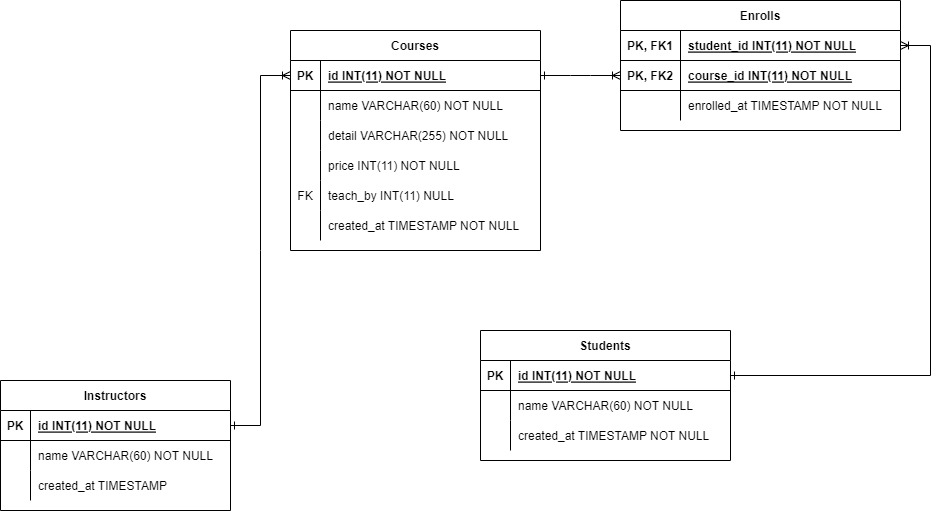 Courses
PK id INT(11) NOT NULL
name VARCHAR(60) NOT NULL
detail VARCHAR(255) NOT NULL
price INT(11) NOT NULL
FK teach_by INT(11) NULL
created_at TIMESTAMP NOT NULL
Enrolls
PK, FK1 student_id INT(11) NOT NULL
PK, FK2 course_id INT(11) NOT NULL
enrolled_at TIMESTAMP NOT NULL
Students
PK id INT(11) NOT NULL
name VARCHAR(60) NOT NULL
created_at TIMESTAMP NOT NULL
Instructors
PK id INT(11) NOT NULL
name VARCHAR(60) NOT NULL
created_at TIMESTAMP